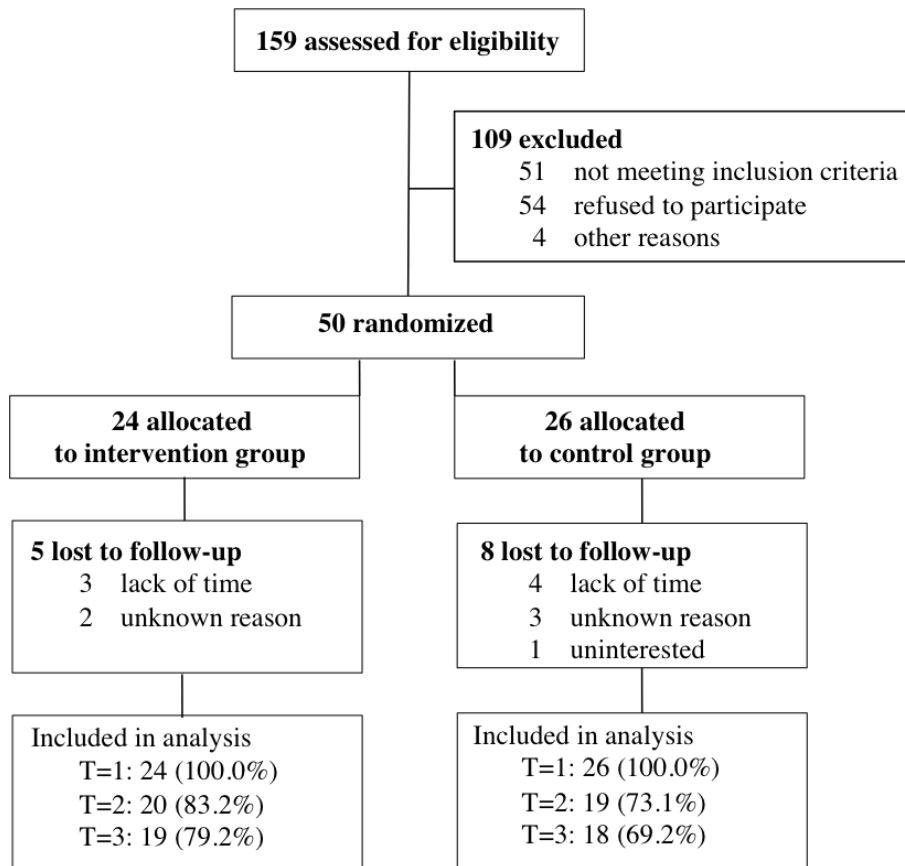 159 assessed for eligibility
109 excluded
51 not meeting inclusion criteria
54 refused to participate
4 other reasons
50 randomized
24 allocated
to intervention group
26 allocated
to control group
5 lost to follow-up
3 lack of time
2 unknown reason
8 lost to follow-up
4 lack of time
3 unknown reason
1 uninterested
Included in analysis
T=1: 24 (100.0%)
T=2: 20 (83.2%)
T=3: 19 (79.2%)
Included in analysis
T=1: 26 (100.0%)
T=2: 19 (73.1%)
T=3: 18 (69.2%)